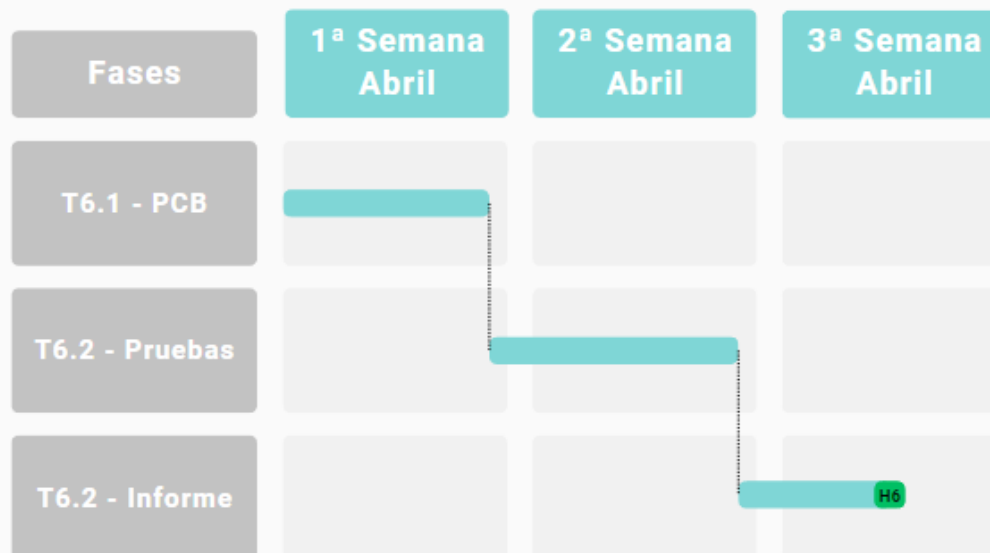 Fases
1ª Semana
Abril
2ª Semana
Abril
3ª Semana
Abril
T6.1 - PCB
T6.2 - Pruebas
T6.2 - Informe
H6